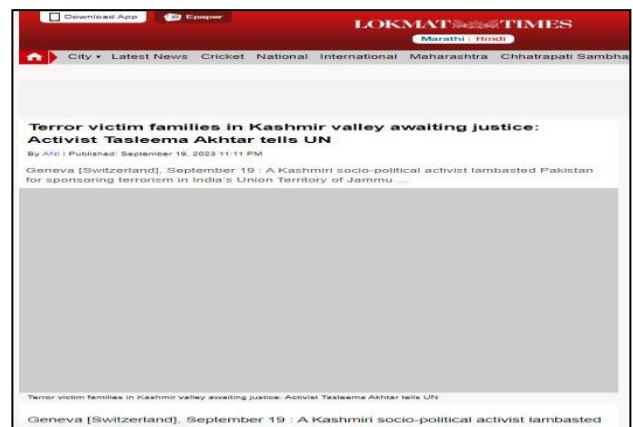 Download App Epaper
LOKMAT TIMES
Marathi | Hindi
City Latest News Cricket National International Maharashtra Chhatrapati Sambha
Terror victim families in Kashmir valley awaiting justice:
Activist Tasleema Akhtar tells UN
By ANI | Published: September 19, 2023 11:11 PM
Geneva [Switzerland], September 19 : A Kashmiri socio-political activist lambasted Pakistan
for sponsoring terrorism in India's Union Territory of Jammu ...
Terror victim families in Kashmir valley awaiting justice: Activist Tasleema Akhtar tells UN
Geneva [Switzerland], September 19 : A Kashmiri socio-political activist lambasted